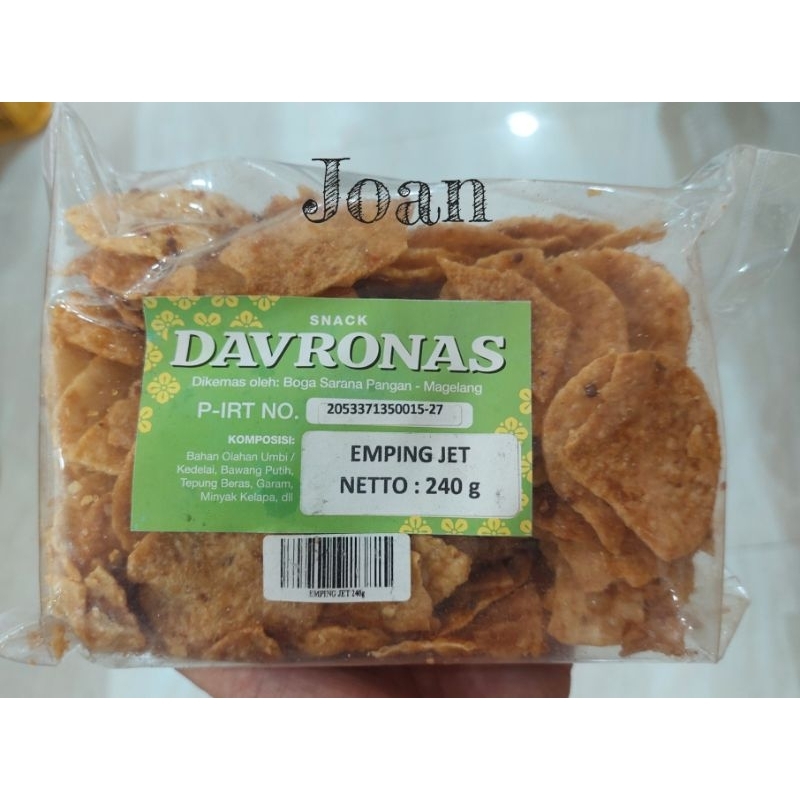 Joan
SNACK
DAVRONAS
Dikemas oleh: Boga Sarana Pangan - Magelang
P-IRT NO. 2053371350015-27
KOMPOSISI:
Bahan Olahan Umbi /
Kedelai, Bawang Putih,
Tepung Beras, Garam,
Minyak Kelapa, dll
EMPING JET
NETTO : 240 g
EMPING JET 240g